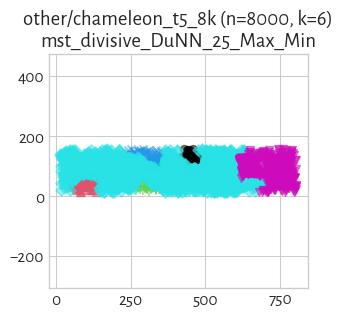 other/chameleon_t5_8k (n=8000, k=6)
mst_divisive_DuNN_25_Max_Min
400
200
0
−200
0 250 500 750